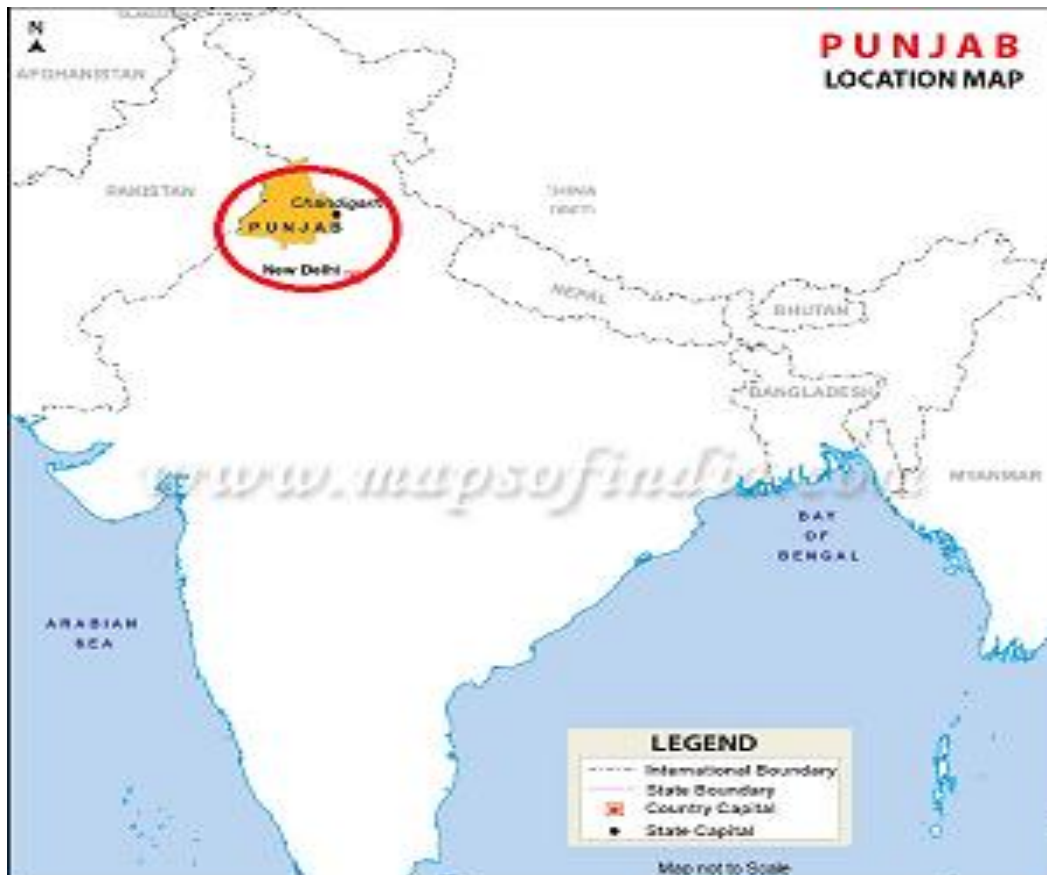 N
PUNJAB
LOCATION MAP
AFGHANISTAN
PAKISTAN
Chandigarh
PUNJAB
New Delhi
CHINA
NEPAL
BHUTAN
BANGLADESH
www.mapsofindia.com
MYANMAR
BAY
OF
BENGAL
ARABIAN
SEA
LEGEND
International Boundary
State Boundary
Country Capital
State Capital
Map not to Scale